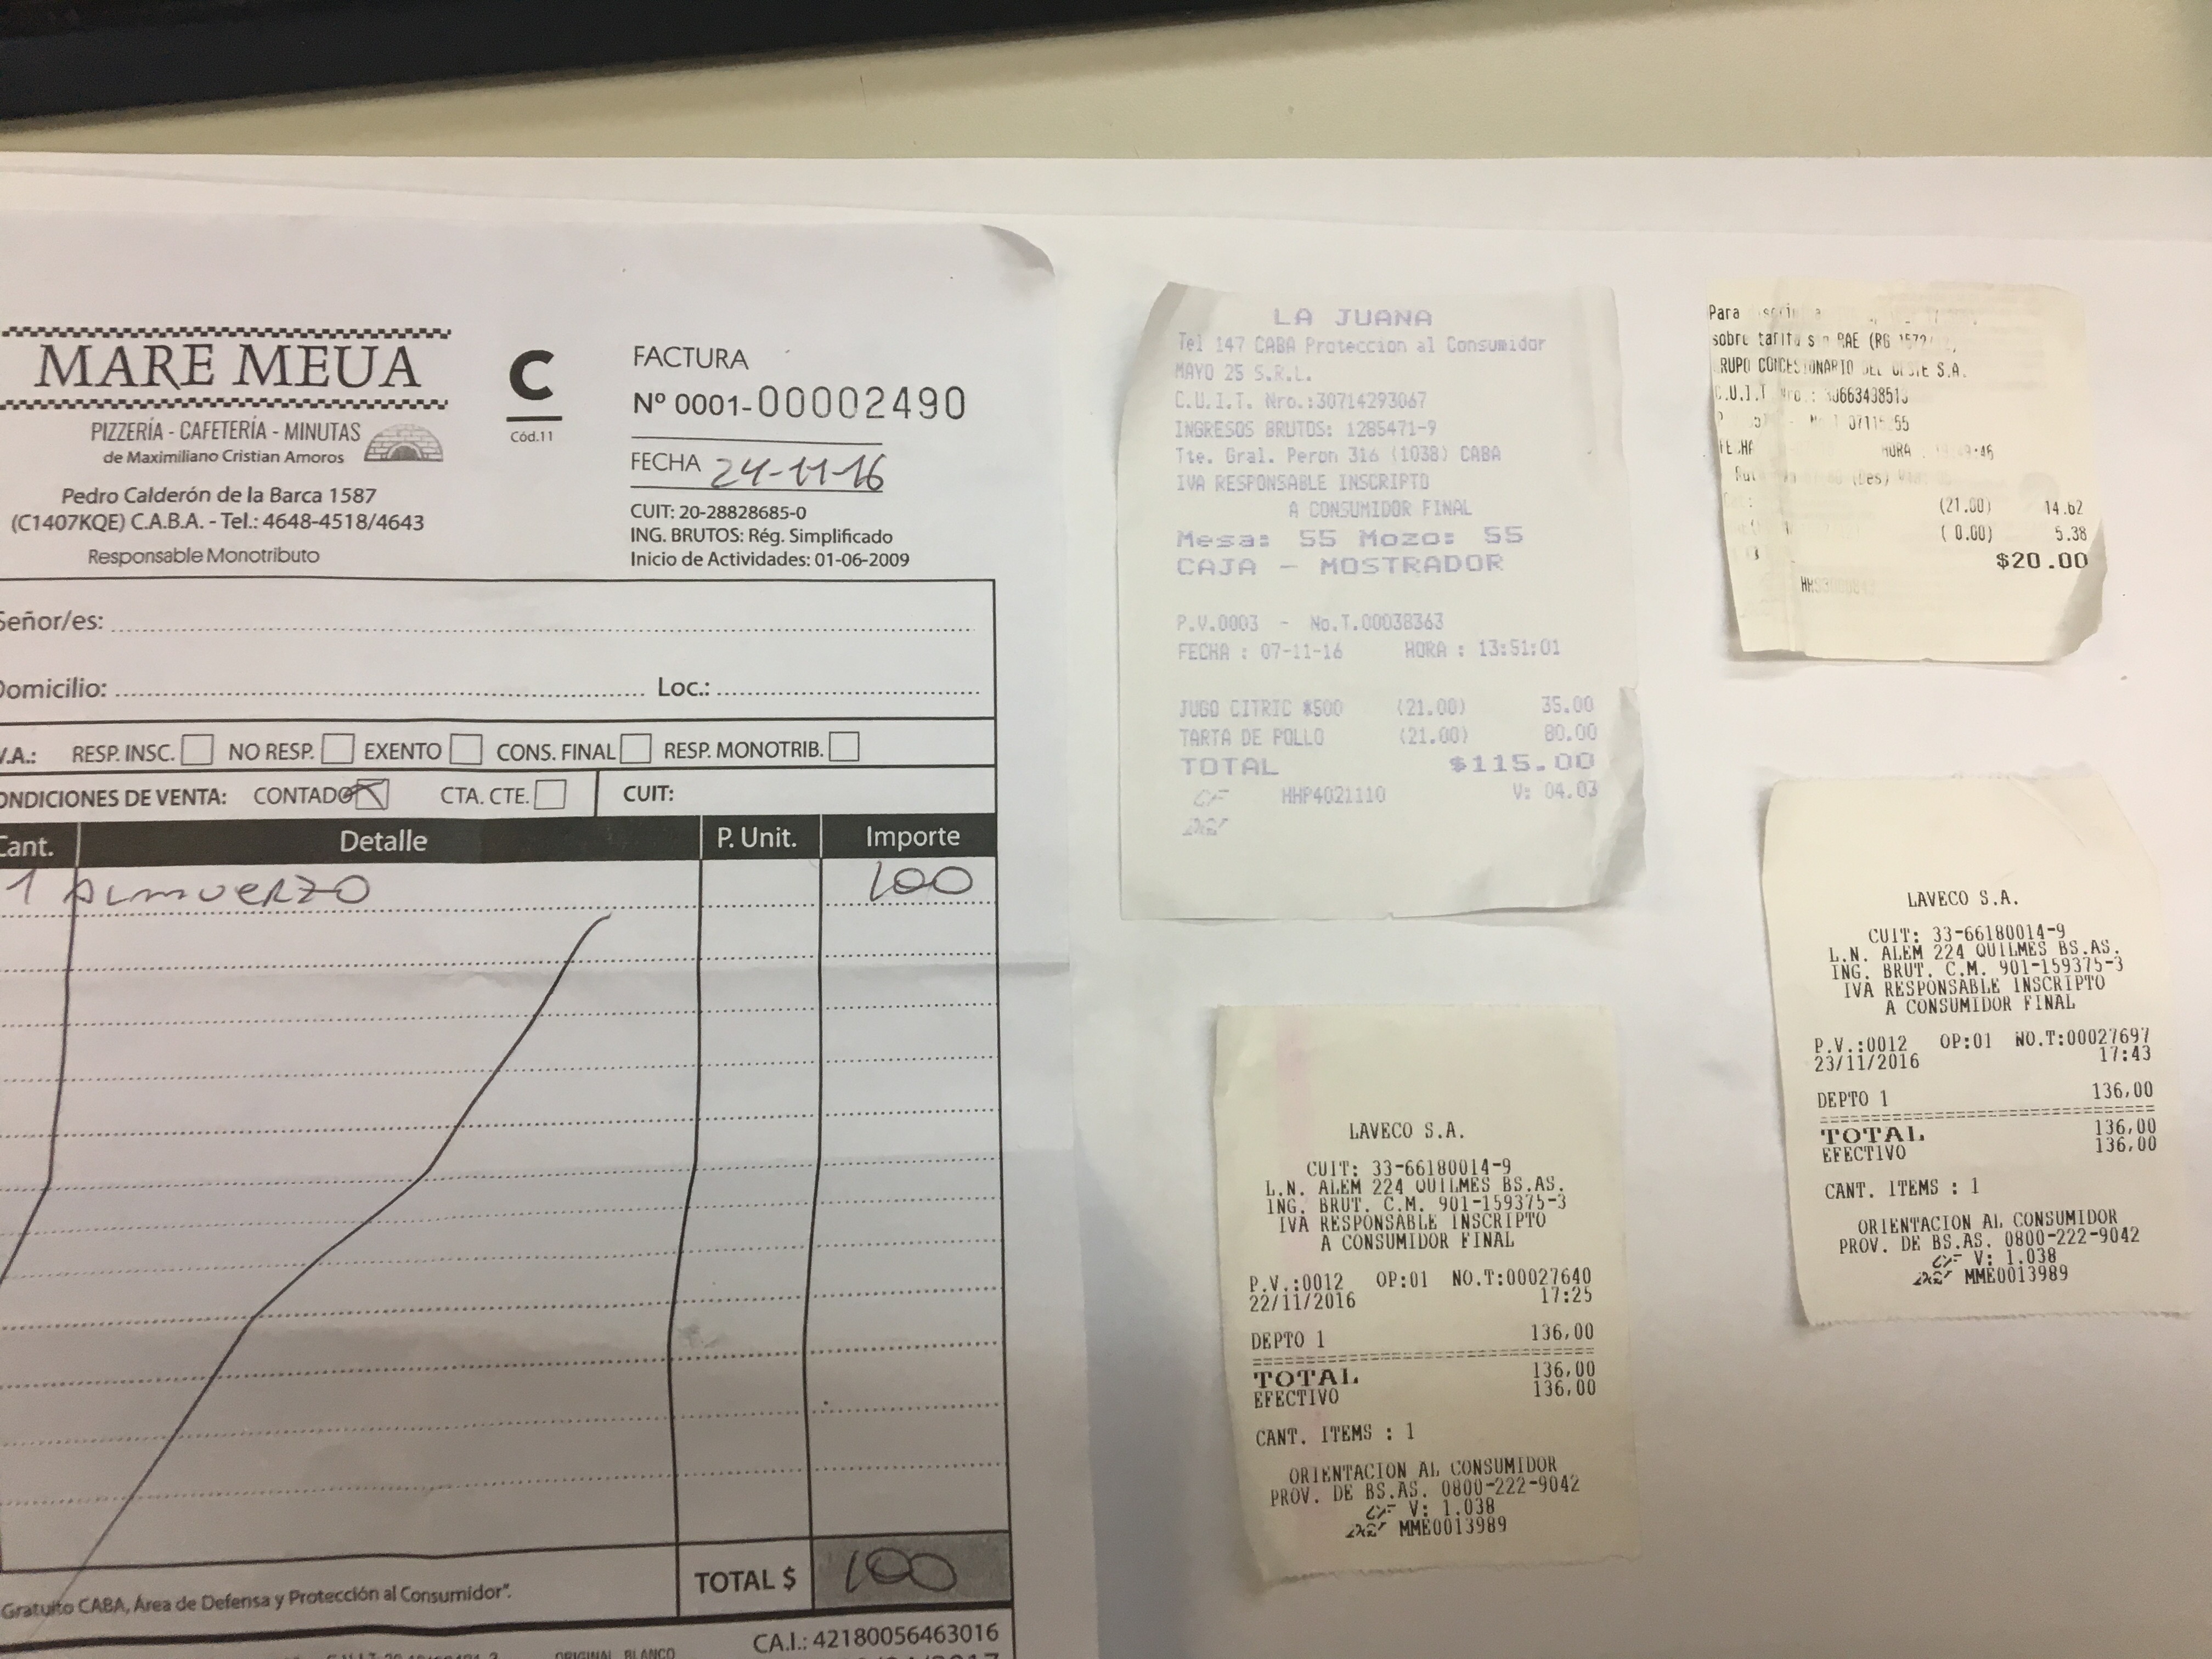 MARE MEUA
PIZZERÍA - CAFETERÍA - MINUTAS
de Maximiliano Cristian Amoros
Pedro Calderón de la Barca 1587
(C1407KQE) C.A.B.A. - Tel.: 4648-4518/4643
Responsable Monotributo
C
Cód.11
FACTURA
Nº 0001-00002490
FECHA 24-11-16
CUIT: 20-28828685-0
ING. BRUTOS: Rég. Simplificado
Inicio de Actividades: 01-06-2009
Señor/es:
Domicilio: Loc.:
V.A.: RESP. INSC. NO RESP. EXENTO CONS. FINAL RESP. MONOTRIB.
ONDICIONES DE VENTA: CONTADO CTA. CTE. CUIT:
Cant. Detalle P. Unit. Importe
1 Almuerzo 100
TOTAL $ 100
Gratuito CABA, Área de Defensa y Protección al Consumidor".
ORIGINAL BLANCO
CA.I.: 42180056463016
LA JUANA
Tel 147 CABA Proteccion al Consumidor
MAYO 25 S.R.L.
C.U.I.T. Nro.:30714293067
INGRESOS BRUTOS: 1285471-9
Tte. Gral. Peron 316 (1038) CABA
IVA RESPONSABLE INSCRIPTO
A CONSUMIDOR FINAL
Mesa: 55 Mozo: 55
CAJA - MOSTRADOR
P.V.0003 - No.T.00038363
FECHA : 07-11-16 HORA : 13:51:01
JUGO CITRIC *500 (21.00) 35.00
TARTA DE POLLO (21.00) 80.00
TOTAL $115.00
CF HHP4021110 V: 04.03
DGI
Para
sobre
RUPO CONCESIONARIO DEL OESTE S.A.
HORA
(21.00) 14.62
( 0.00) 5.38
$20.00
LAVECO S.A.
CUIT: 33-66180014-9
L.N. ALEM 224 QUILMES BS.AS.
ING. BRUT. C.M. 901-159375-3
IVA RESPONSABLE INSCRIPTO
A CONSUMIDOR FINAL
P.V.:0012 OP:01 NO.T:00027640
22/11/2016 17:25
DEPTO 1 136,00
==============================
TOTAL 136,00
EFECTIVO 136,00
CANT. ITEMS : 1
ORIENTACION AL CONSUMIDOR
PROV. DE BS.AS. 0800-222-9042
CF V: 1.038
DGI MME0013989
LAVECO S.A.
CUIT: 33-66180014-9
L.N. ALEM 224 QUILMES BS.AS.
ING. BRUT. C.M. 901-159375-3
IVA RESPONSABLE INSCRIPTO
A CONSUMIDOR FINAL
P.V.:0012 OP:01 NO.T:00027697
23/11/2016 17:43
DEPTO 1 136,00
==============================
TOTAL 136,00
EFECTIVO 136,00
CANT. ITEMS : 1
ORIENTACION AL CONSUMIDOR
PROV. DE BS.AS. 0800-222-9042
CF V: 1.038
DGI MME0013989